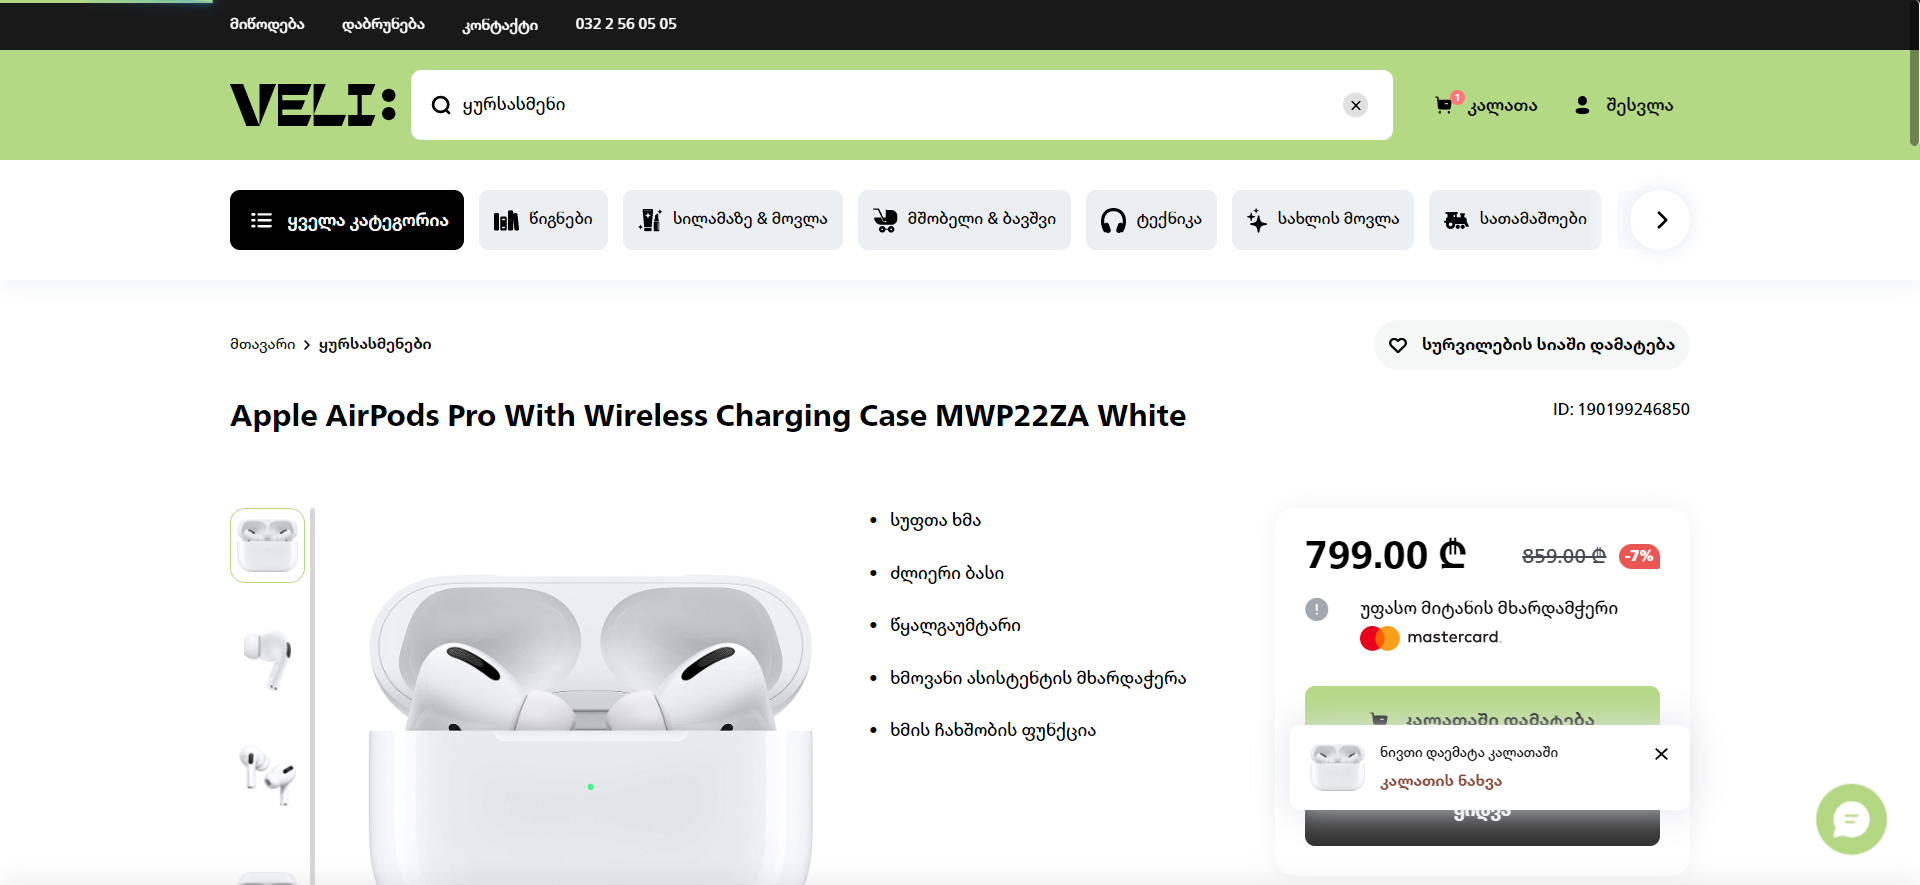 მიწოდება დაბრუნება კონტაქტი 032 2 56 05 05
VELI:
ყურსასმენი
1
კალათა
შესვლა
ყველა კატეგორია
წიგნები
სილამაზე & მოვლა
მშობელი & ბავშვი
ტექნიკა
სახლის მოვლა
სათამაშოები
მთავარი > ყურსასმენები
სურვილების სიაში დამატება
Apple AirPods Pro With Wireless Charging Case MWP22ZA White
ID: 190199246850
• სუფთა ხმა
• ძლიერი ბასი
• წყალგაუმტარი
• ხმოვანი ასისტენტის მხარდაჭერა
• ხმის ჩახშობის ფუნქცია
799.00 ₾ 859.00 ₾ -7%
უფასო მიტანის მხარდამჭერი
mastercard.
კალათაში დამატება
ნივთი დაემატა კალათაში
კალათის ნახვა
ყიდვა